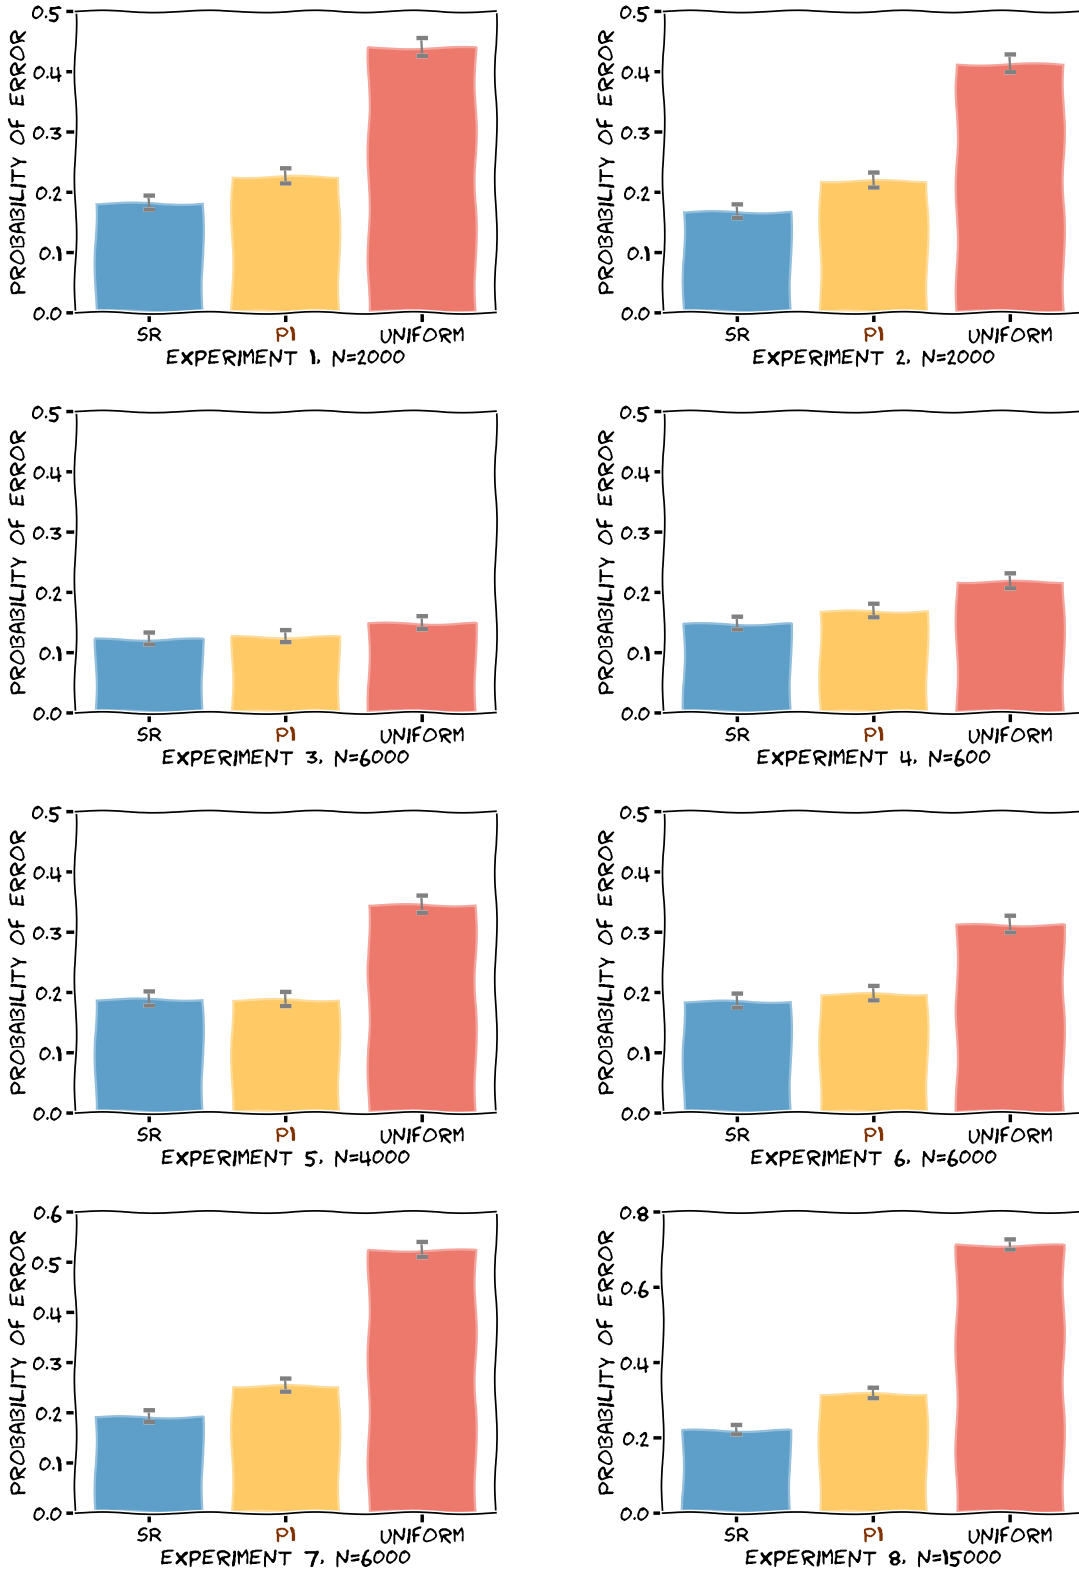 0.5
0.4
0.3
0.2
0.1
0.0
PROBABILITY OF ERROR
SR P1 UNIFORM
EXPERIMENT 1, N=2000
0.5
0.4
0.3
0.2
0.1
0.0
PROBABILITY OF ERROR
SR P1 UNIFORM
EXPERIMENT 2, N=2000
0.5
0.4
0.3
0.2
0.1
0.0
PROBABILITY OF ERROR
SR P1 UNIFORM
EXPERIMENT 3, N=6000
0.5
0.4
0.3
0.2
0.1
0.0
PROBABILITY OF ERROR
SR P1 UNIFORM
EXPERIMENT 4, N=600
0.5
0.4
0.3
0.2
0.1
0.0
PROBABILITY OF ERROR
SR P1 UNIFORM
EXPERIMENT 5, N=4000
0.5
0.4
0.3
0.2
0.1
0.0
PROBABILITY OF ERROR
SR P1 UNIFORM
EXPERIMENT 6, N=6000
0.6
0.5
0.4
0.3
0.2
0.1
0.0
PROBABILITY OF ERROR
SR P1 UNIFORM
EXPERIMENT 7, N=6000
0.8
0.6
0.4
0.2
0.0
PROBABILITY OF ERROR
SR P1 UNIFORM
EXPERIMENT 8, N=15000